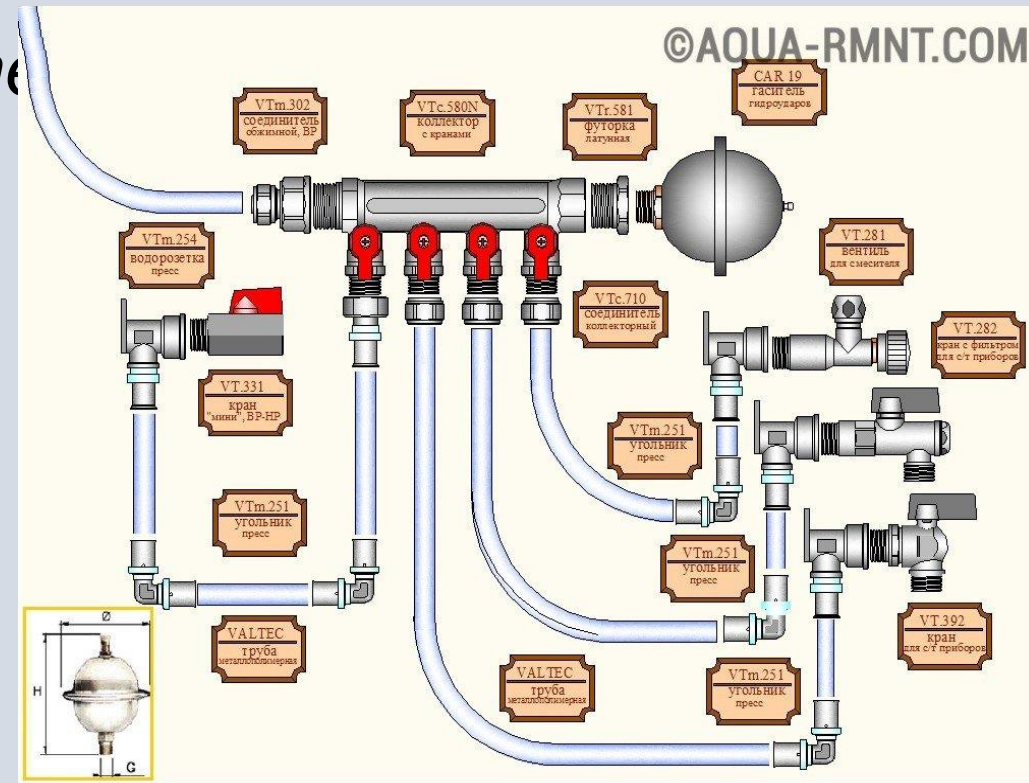 ©AQUA-RMNT.COM
CAR 19
гаситель
гидроударов
VTm.302
соединитель
обжимной, ВР
VTc.580N
коллектор
с кранами
VTr.581
футорка
латунная
VTm.254
водорозетка
пресс
VT.281
вентиль
для смесителя
VTc.710
соединитель
коллекторный
VT.282
кран с фильтром
для с/т приборов
VT.331
кран
"мини", ВР-НР
VTm.251
угольник
пресс
VTm.251
угольник
пресс
VTm.251
угольник
пресс
VT.392
кран
для с/т приборов
VALTEC
труба
металлополимерная
VALTEC
труба
металлополимерная
VTm.251
угольник
пресс
Ø
H
G